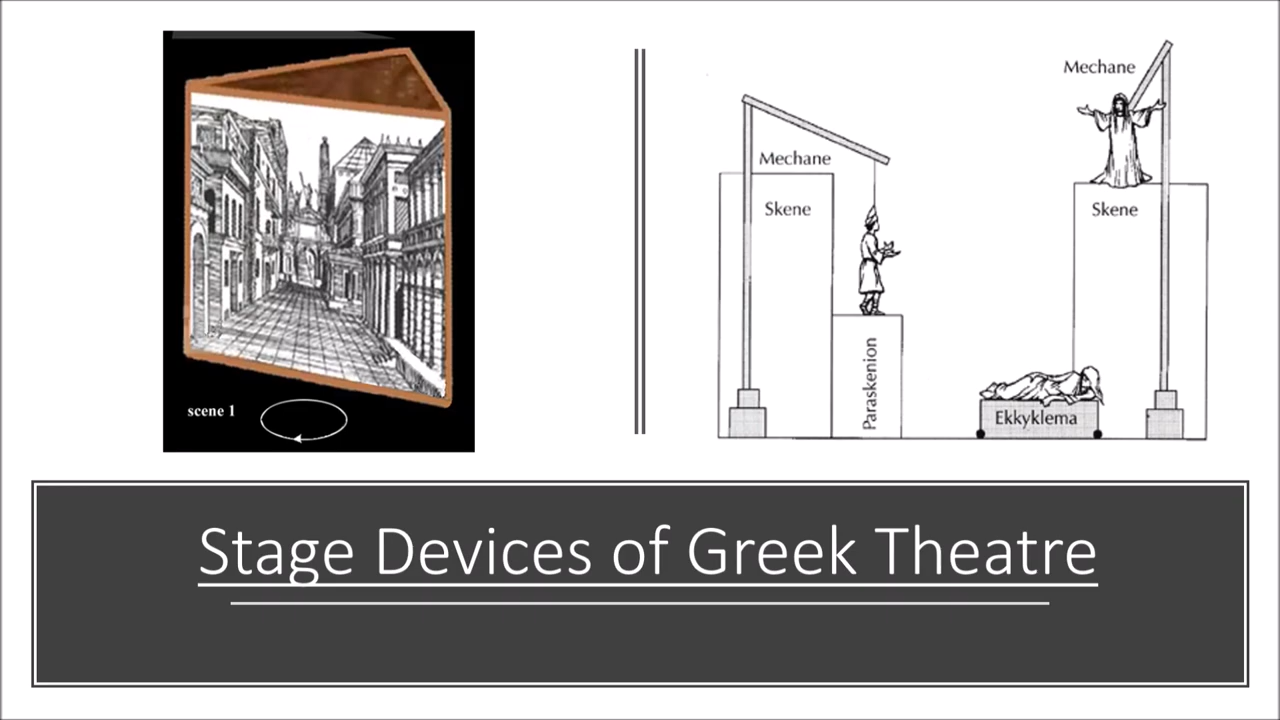 scene 1
Mechane
Skene
Paraskenion
Mechane
Skene
Ekkyklema
Stage Devices of Greek Theatre